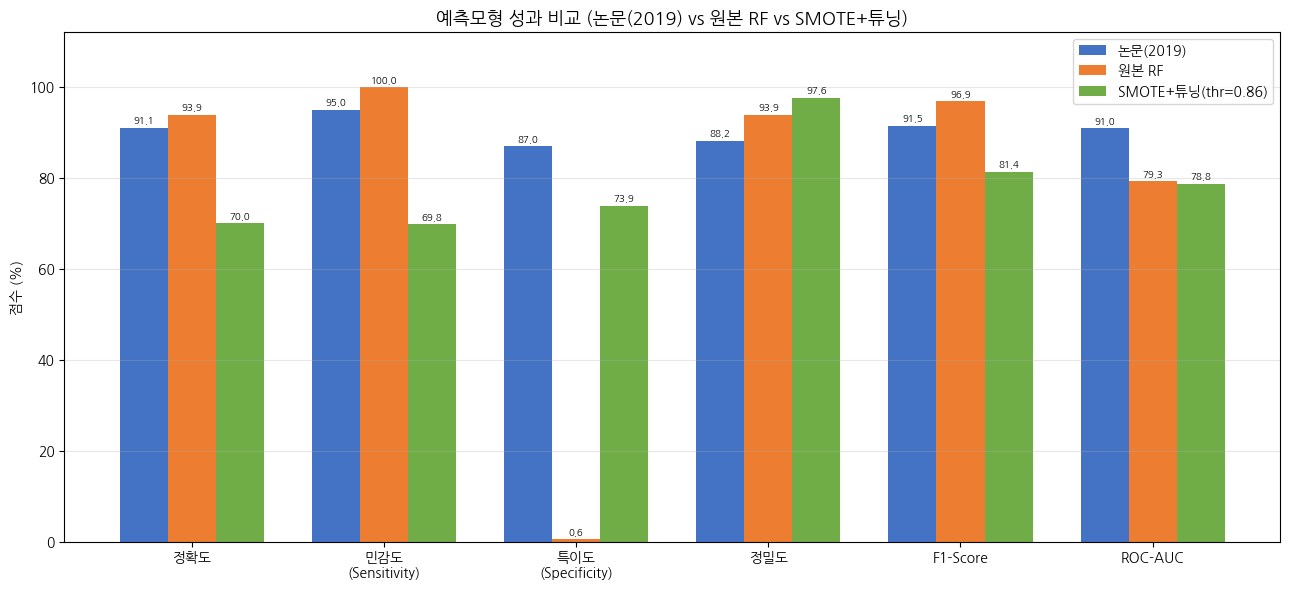 예측모형 성과 비교 (논문(2019) vs 원본 RF vs SMOTE+튜닝)
논문(2019)
원본 RF
SMOTE+튜닝(thr=0.86)
점수 (%)
100
80
60
40
20
0
91.1
93.9
70.0
95.0
100.0
69.8
87.0
0.6
73.9
88.2
93.9
97.6
91.5
96.9
81.4
91.0
79.3
78.8
정확도
민감도
(Sensitivity)
특이도
(Specificity)
정밀도
F1-Score
ROC-AUC